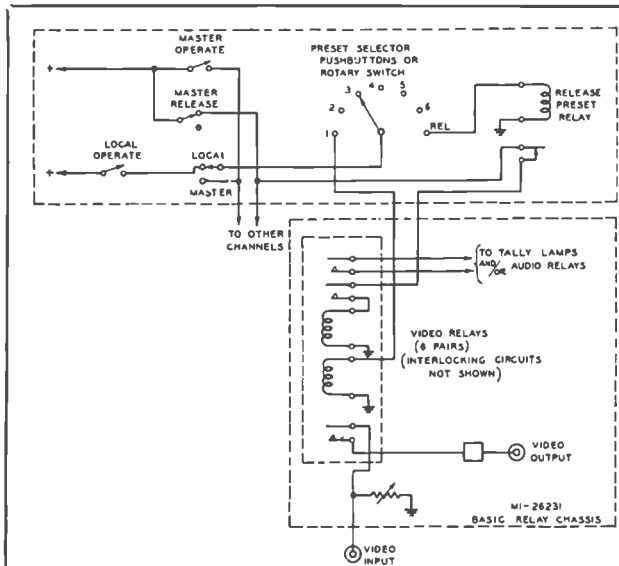 MASTER
OPERATE
PRESET SELECTOR
PUSHBUTTONS OR
ROTARY SWITCH
+
MASTER
RELEASE
1
2
3
4
5
6
REL
RELEASE
PRESET
RELAY
LOCAL
OPERATE
LOCAL
+
MASTER
TO OTHER
CHANNELS
TO TALLY LAMPS
AND/OR AUDIO RELAYS
VIDEO RELAYS
(6 PAIRS)
(INTERLOCKING CIRCUITS
NOT SHOWN)
VIDEO
OUTPUT
MI-26231
BASIC RELAY CHASSIS
VIDEO
INPUT